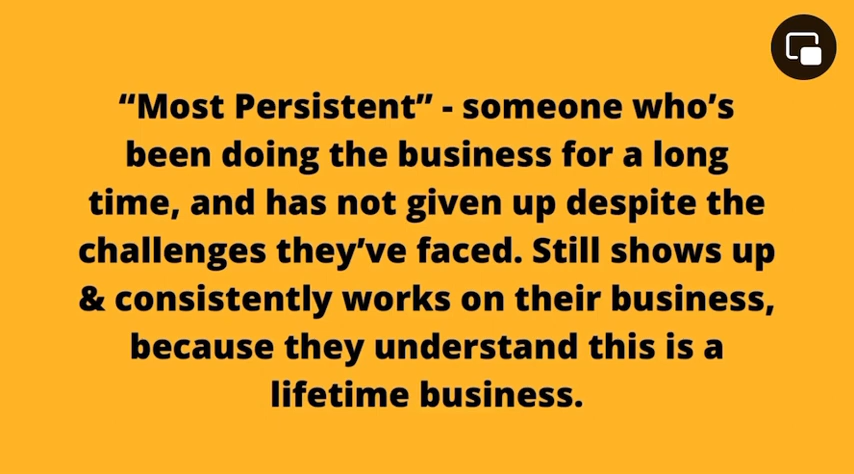 “Most Persistent” - someone who’s
been doing the business for a long
time, and has not given up despite the
challenges they’ve faced. Still shows up
& consistently works on their business,
because they understand this is a
lifetime business.